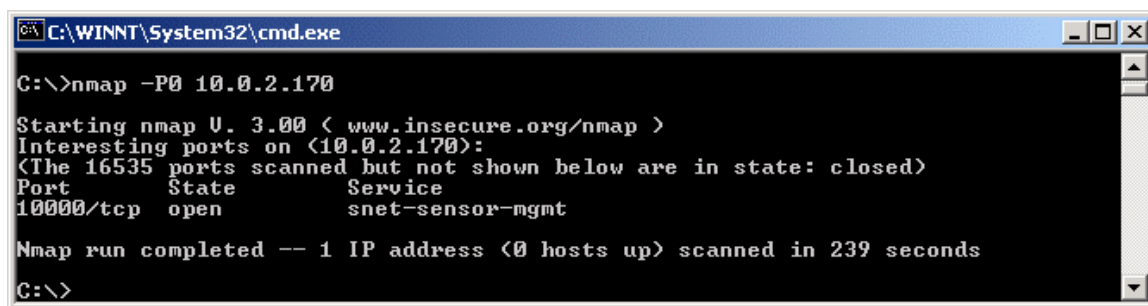 C:\WINNT\System32\cmd.exe
C:\>nmap -P0 10.0.2.170
Starting nmap V. 3.00 ( www.insecure.org/nmap )
Interesting ports on (10.0.2.170):
(The 16535 ports scanned but not shown below are in state: closed)
Port       State       Service
10000/tcp  open        snet-sensor-mgmt
Nmap run completed -- 1 IP address (0 hosts up) scanned in 239 seconds
C:\>